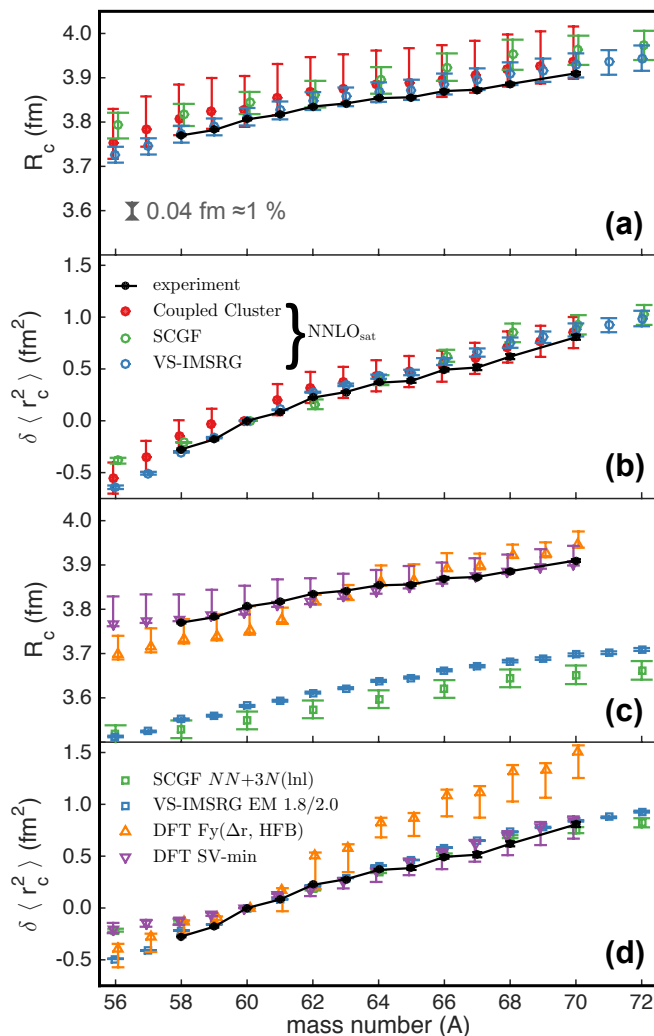 4.0
3.9
3.8
3.7
3.6
R_c (fm)
0.04 fm ≈1 %
(a)
1.5
1.0
0.5
0.0
-0.5
δ ⟨ r_c^2 ⟩ (fm²)
experiment
Coupled Cluster
SCGF
VS-IMSRG
} NNLO_sat
(b)
4.0
3.9
3.8
3.7
3.6
R_c (fm)
(c)
1.5
1.0
0.5
0.0
-0.5
δ ⟨ r_c^2 ⟩ (fm²)
SCGF NN+3N(lnl)
VS-IMSRG EM 1.8/2.0
DFT Fy(Δr, HFB)
DFT SV-min
(d)
56 58 60 62 64 66 68 70 72
mass number (A)